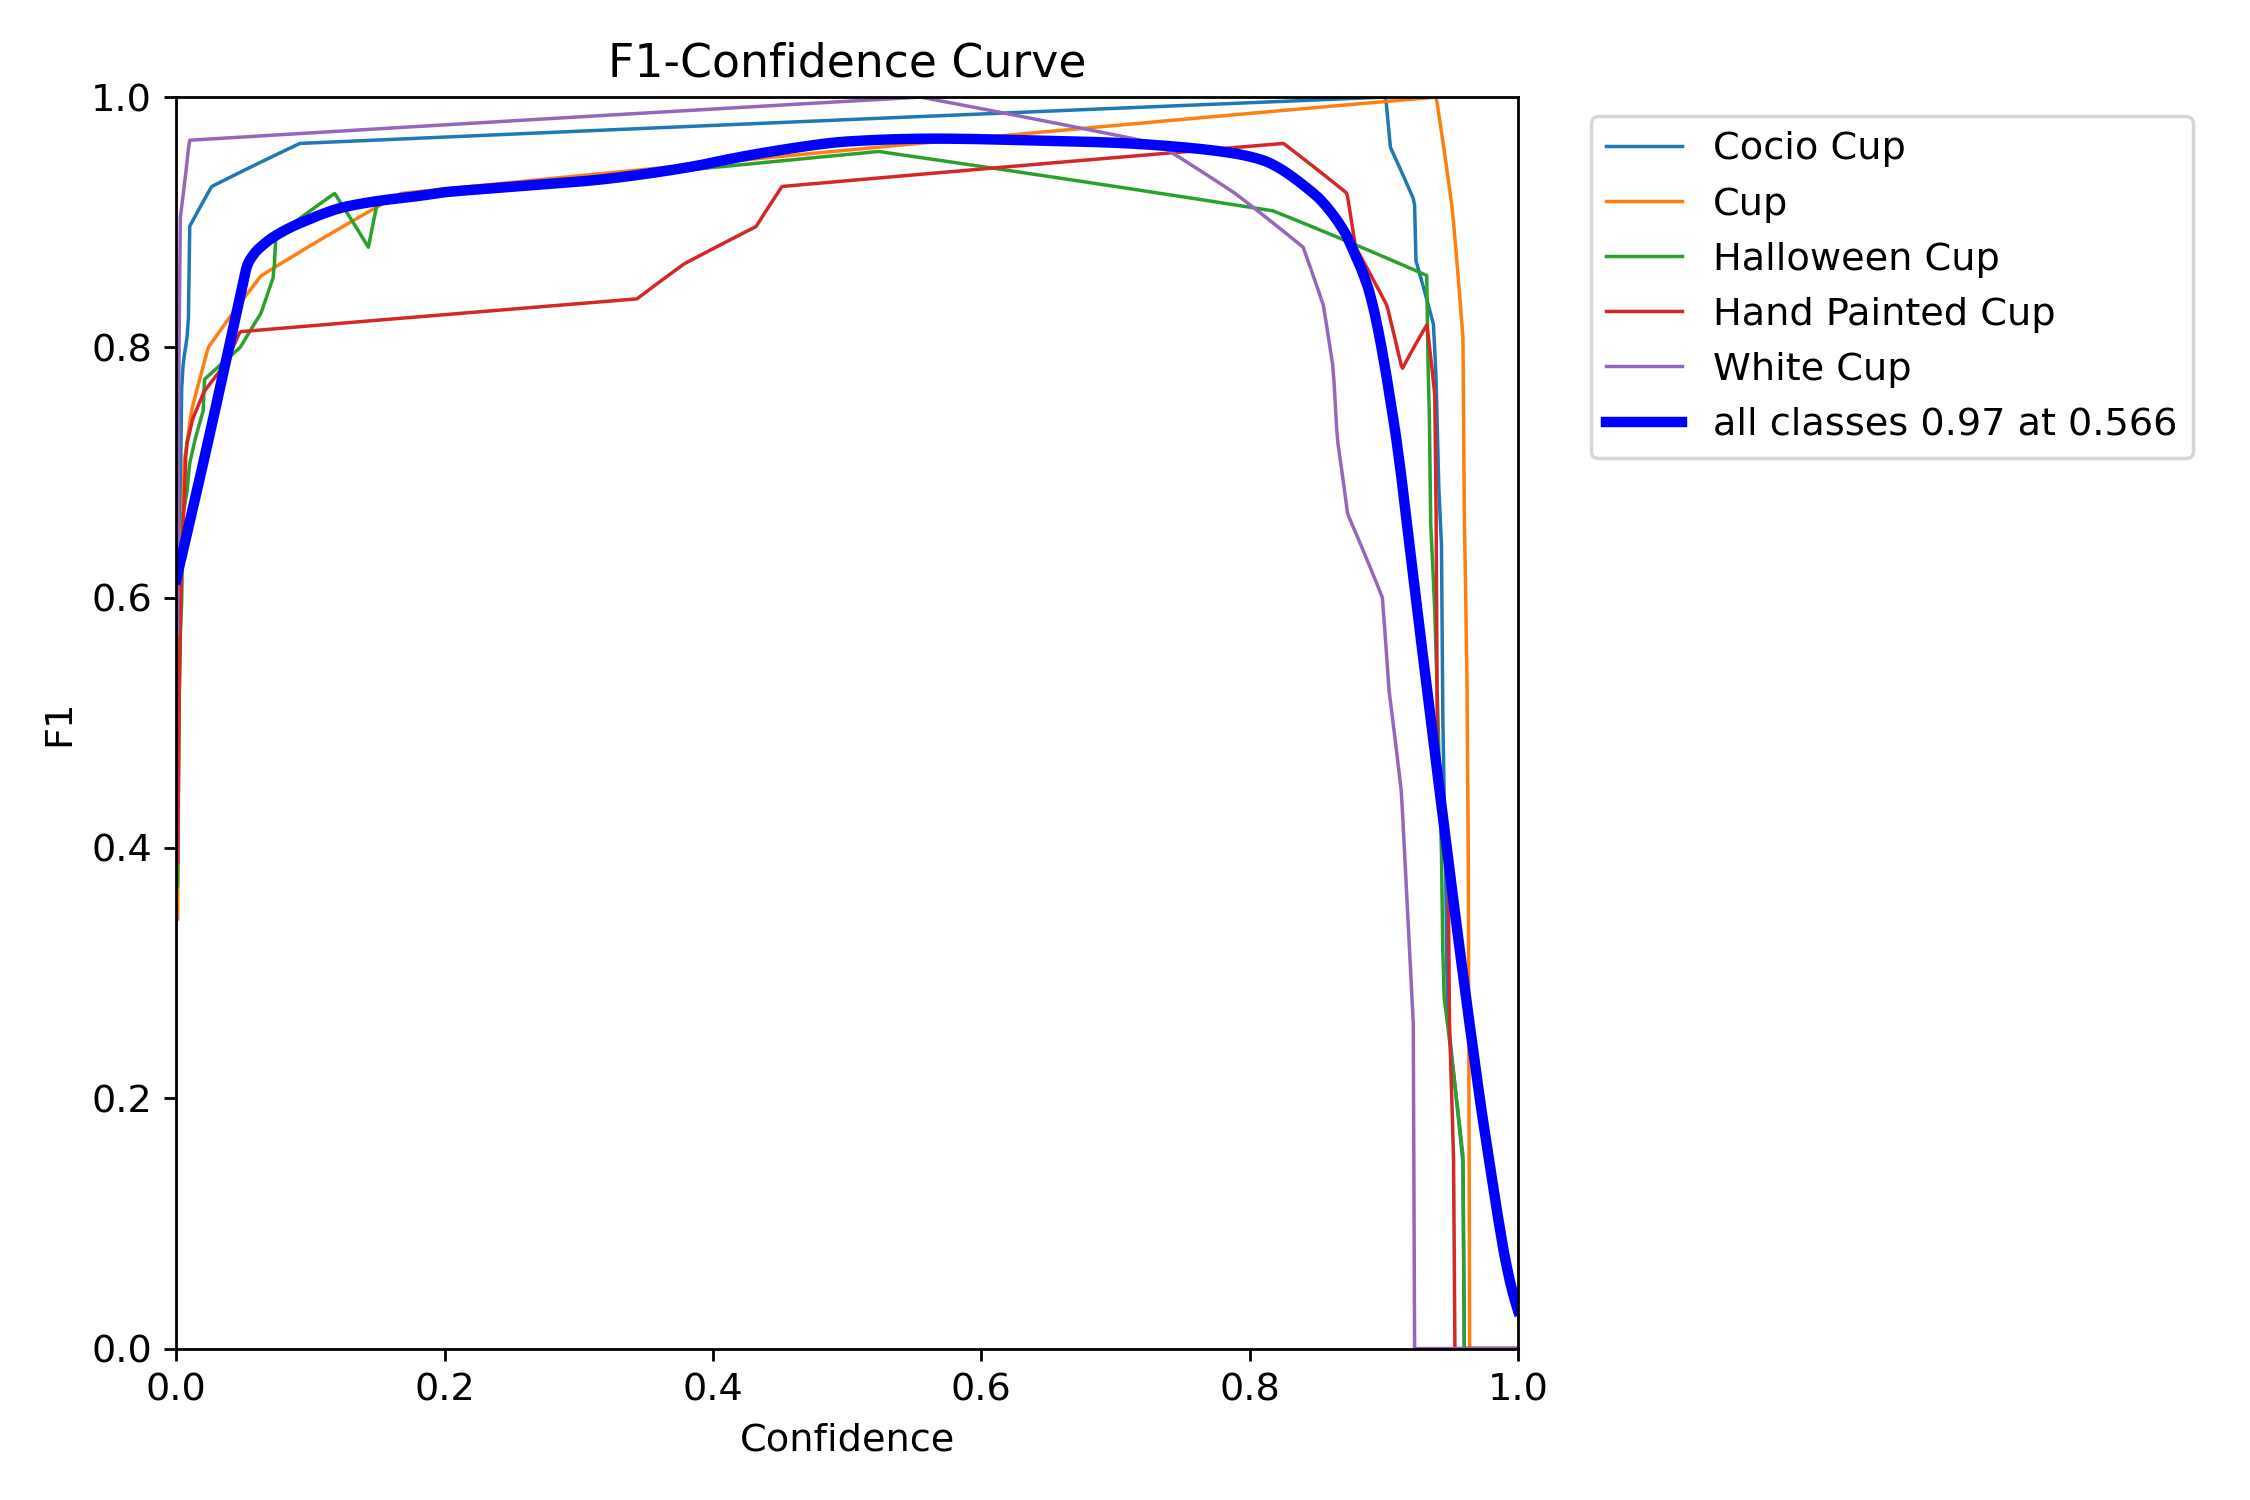 F1-Confidence Curve
1.0
0.8
0.6
0.4
0.2
0.0
F1
0.0 0.2 0.4 0.6 0.8 1.0
Confidence
Cocio Cup
Cup
Halloween Cup
Hand Painted Cup
White Cup
all classes 0.97 at 0.566